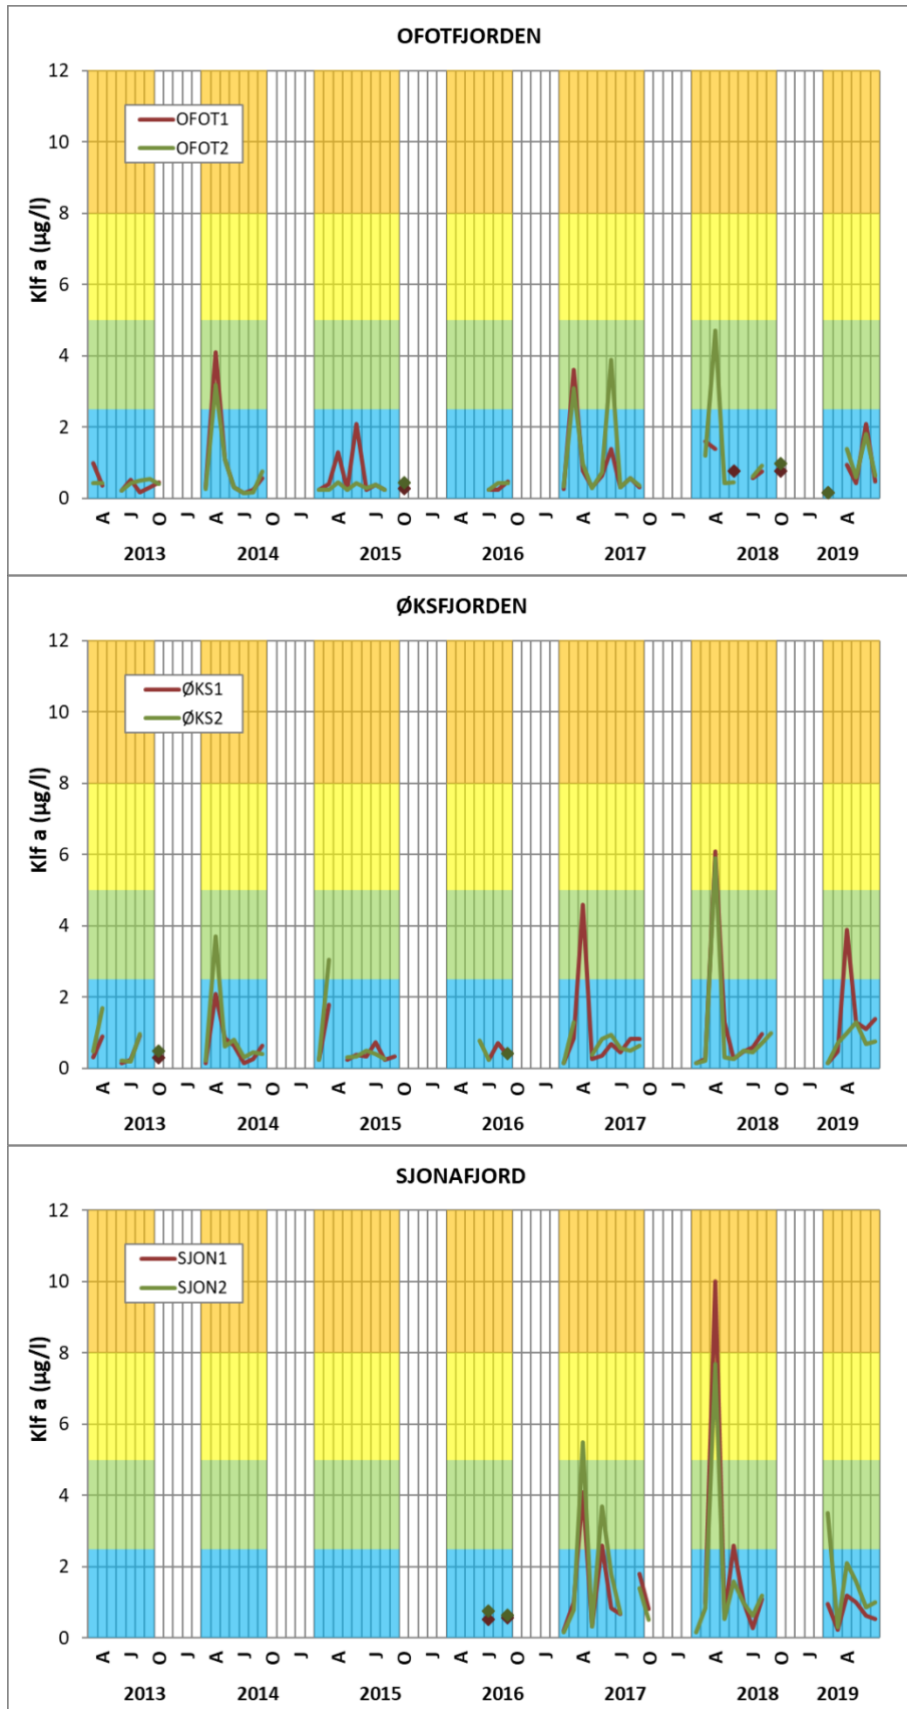 OFOTFJORDEN
12
10
8
6
4
2
0
Klf a (µg/l)
OFOT1
OFOT2
A J O J A J O J A J O J A J O J A J O J A J O J A
2013 2014 2015 2016 2017 2018 2019
ØKSFJORDEN
12
10
8
6
4
2
0
Klf a (µg/l)
ØKS1
ØKS2
A J O J A J O J A J O J A J O J A J O J A J O J A
2013 2014 2015 2016 2017 2018 2019
SJONAFJORD
12
10
8
6
4
2
0
Klf a (µg/l)
SJON1
SJON2
A J O J A J O J A J O J A J O J A J O J A J O J A
2013 2014 2015 2016 2017 2018 2019